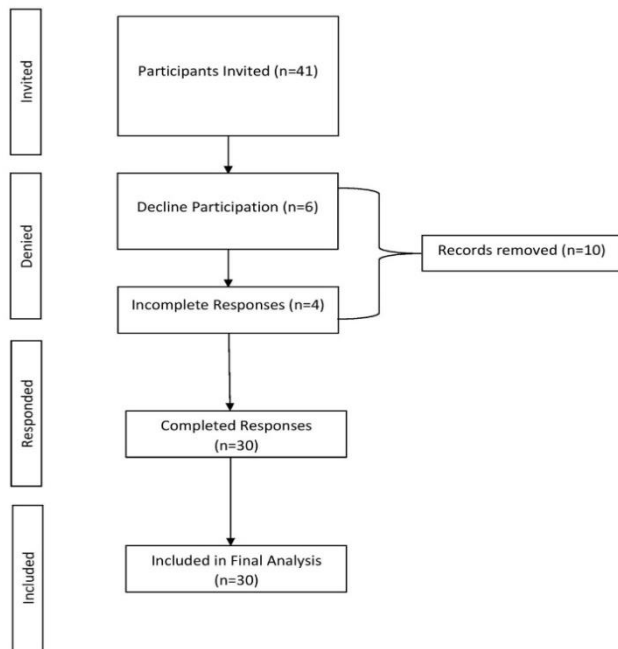 Invited
Participants Invited (n=41)
Denied
Decline Participation (n=6)
Records removed (n=10)
Incomplete Responses (n=4)
Responded
Completed Responses
(n=30)
Included
Included in Final Analysis
(n=30)